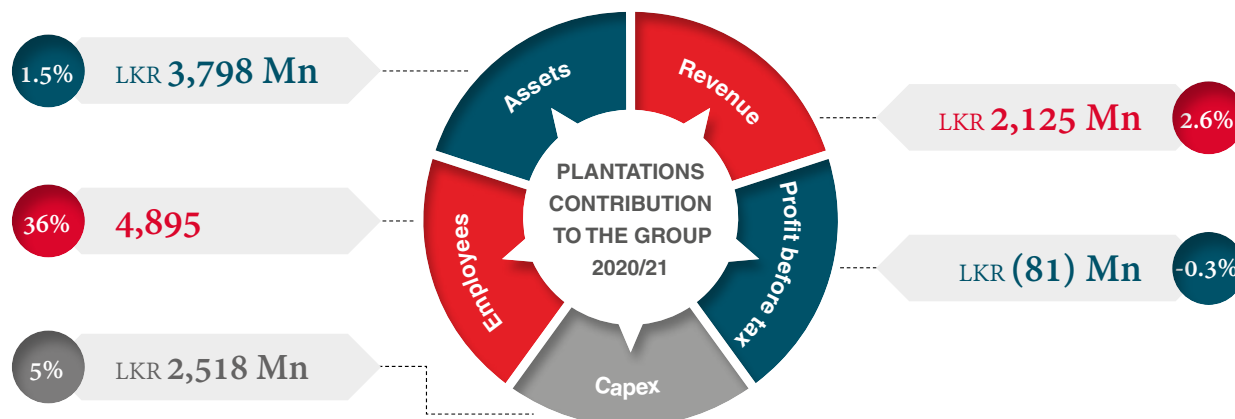 1.5%
LKR 3,798 Mn
36%
4,895
5%
LKR 2,518 Mn
Assets
Revenue
Employees
Profit before tax
Capex
PLANTATIONS
CONTRIBUTION
TO THE GROUP
2020/21
LKR 2,125 Mn
2.6%
LKR (81) Mn
-0.3%